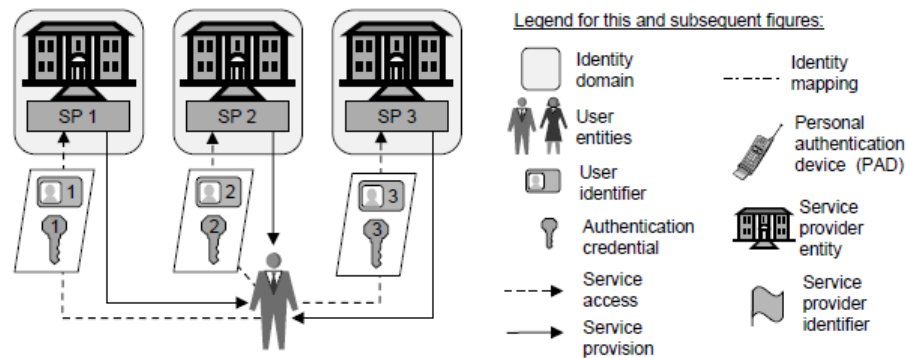 Legend for this and subsequent figures:
SP 1
SP 2
SP 3
1
2
3
1
2
3
Identity
domain
User
entities
User
identifier
Authentication
credential
Service
access
Service
provision
Identity
mapping
Personal
authentication
device (PAD)
Service
provider
entity
Service
provider
identifier